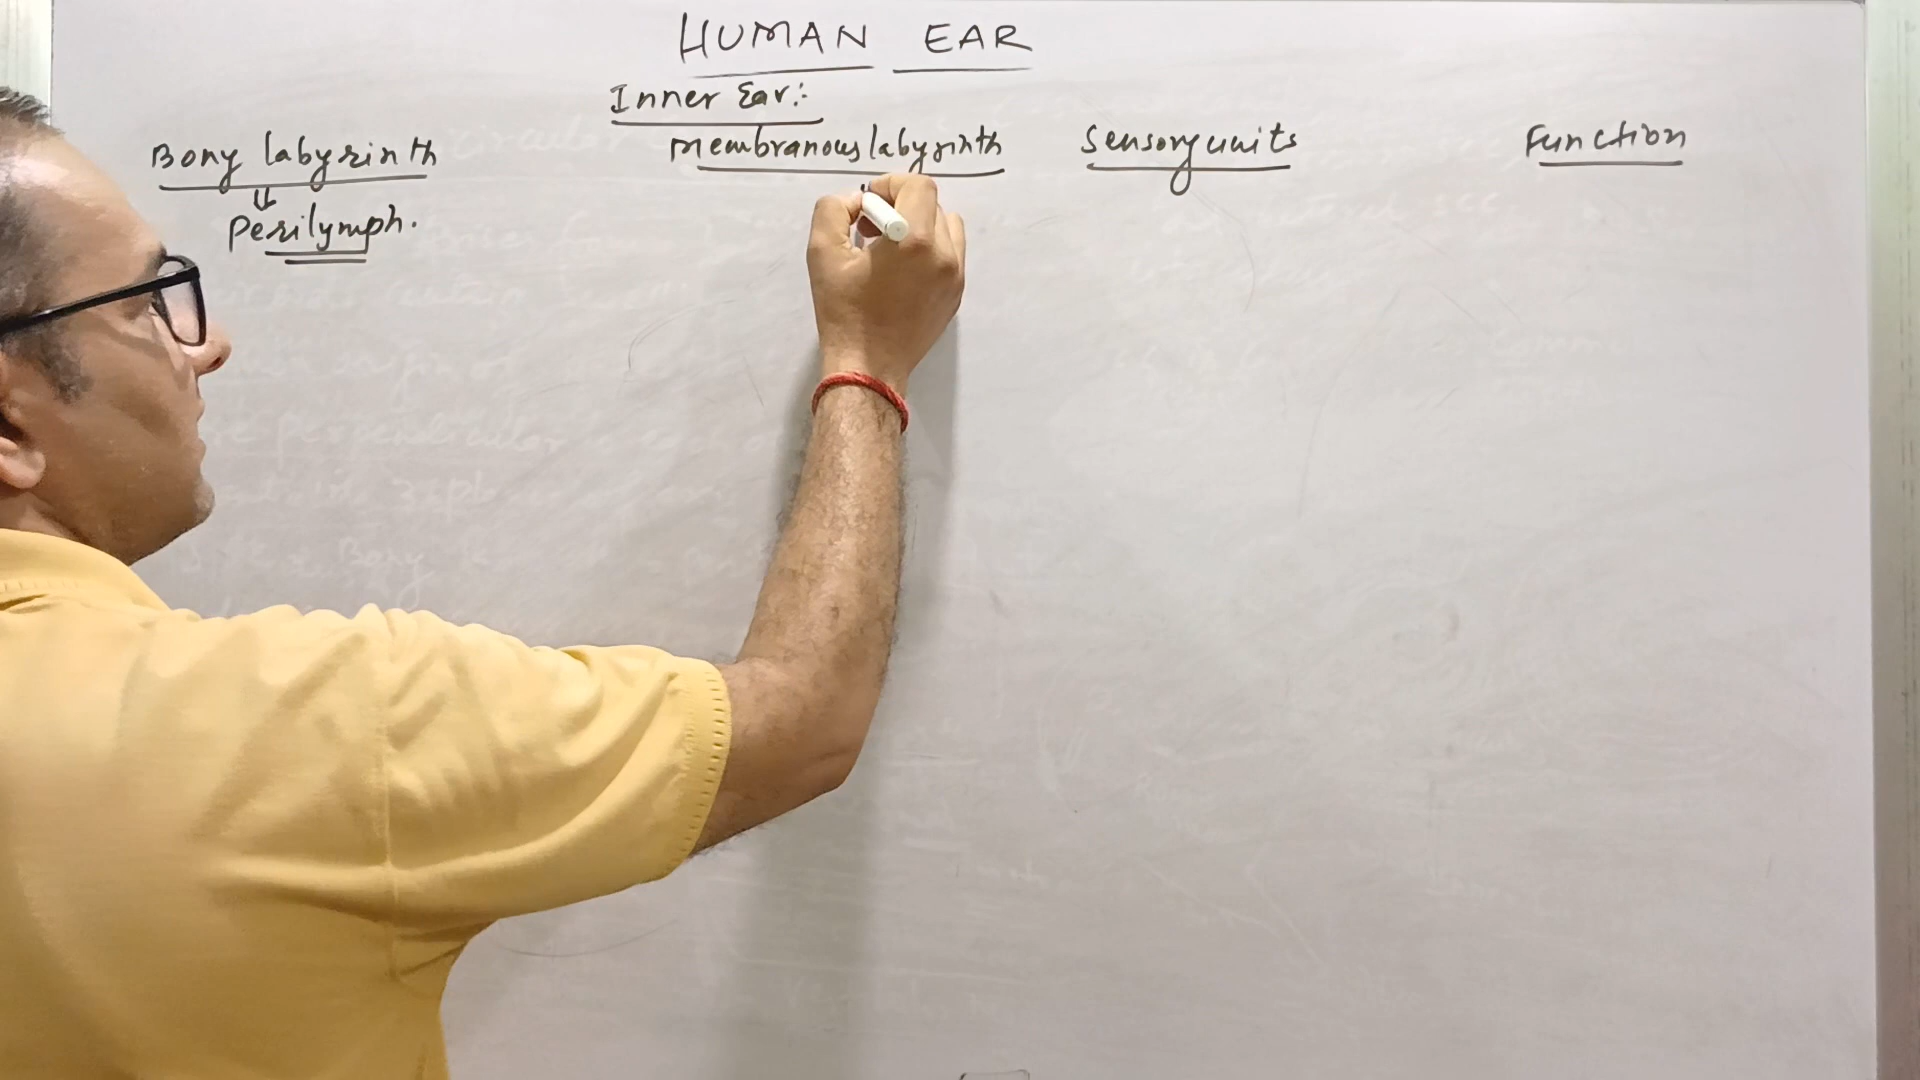 HUMAN EAR
Inner Ear:-
Bony labyrinth
Membranous labyrinth
Sensory units
Function
Perilymph.